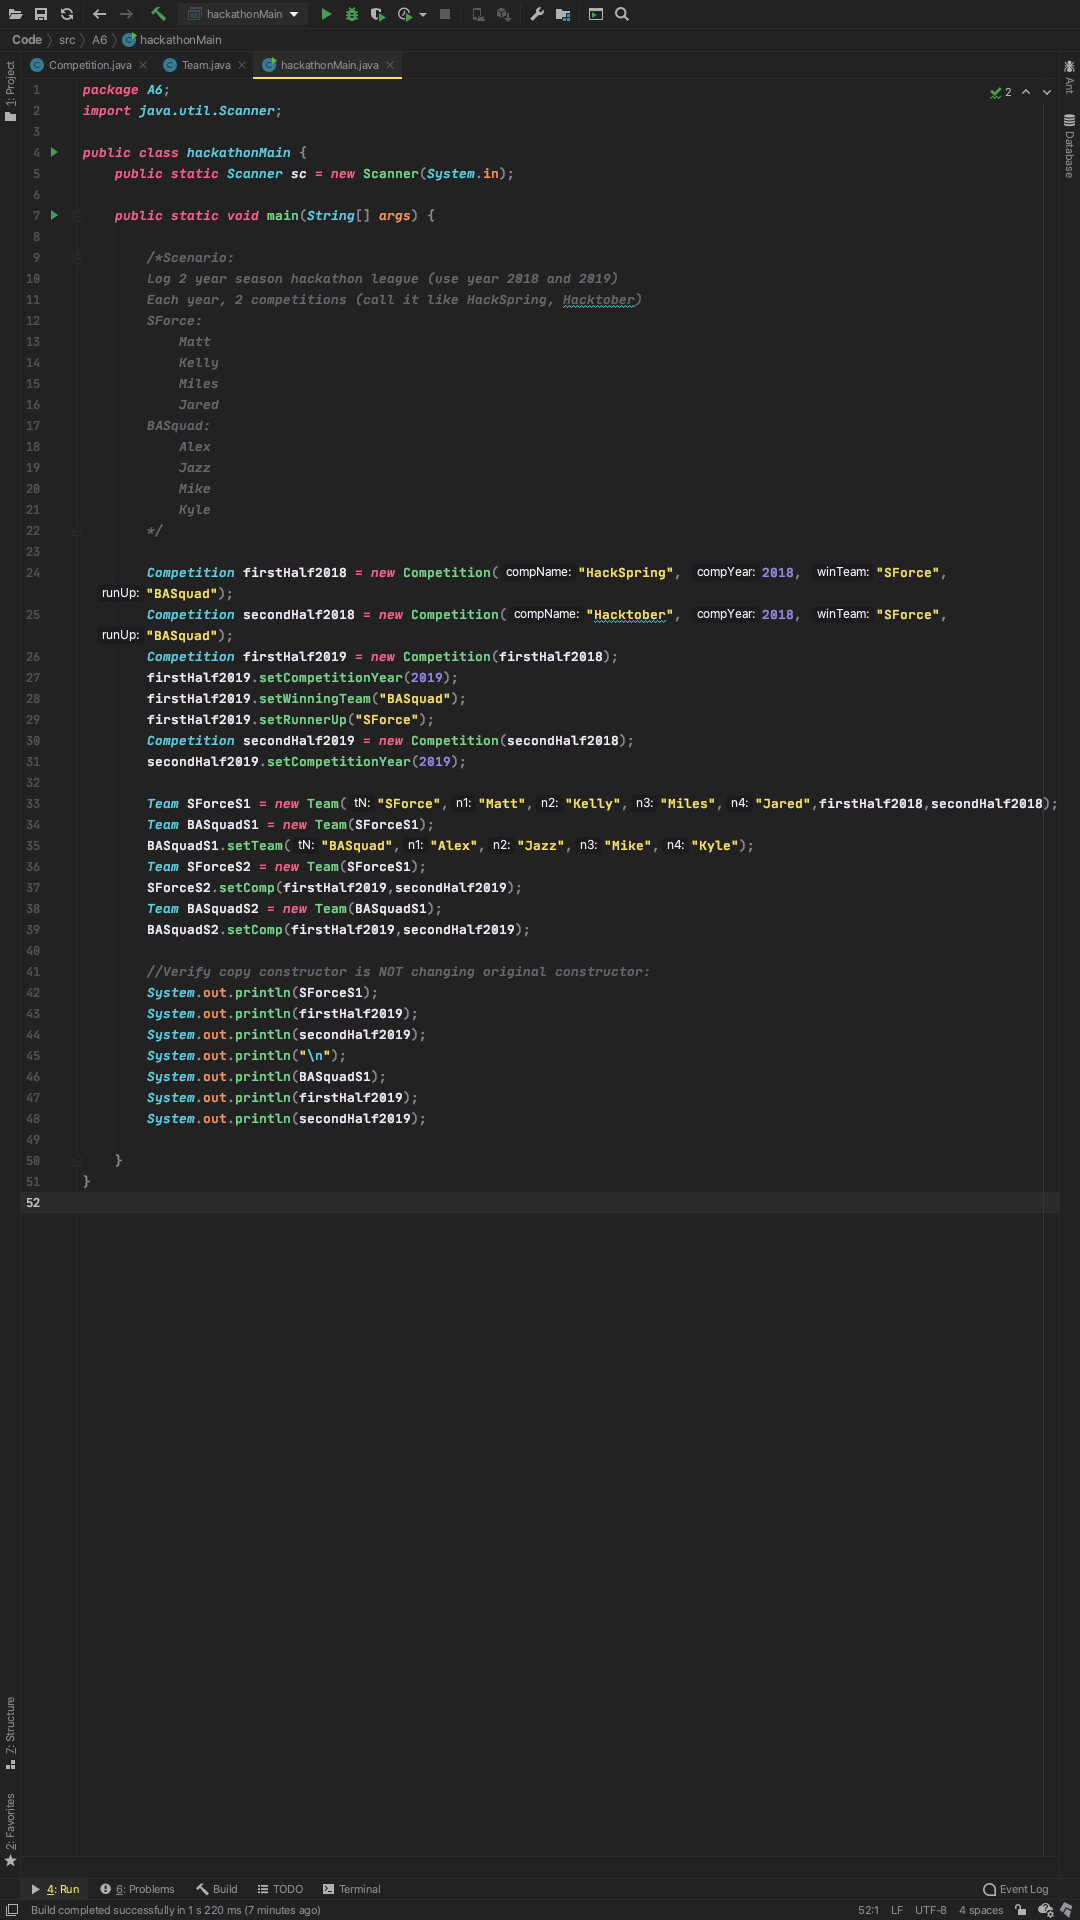 hackathonMain
Code src A6 hackathonMain
Competition.java Team.java hackathonMain.java
1: Project
Ant
Database
2
1 package A6;
2 import java.util.Scanner;
3
4 public class hackathonMain {
5 public static Scanner sc = new Scanner(System.in);
6
7 public static void main(String[] args) {
8
9 /*Scenario:
10 Log 2 year season hackathon league (use year 2018 and 2019)
11 Each year, 2 competitions (call it like HackSpring, Hacktober)
12 SForce:
13 Matt
14 Kelly
15 Miles
16 Jared
17 BASquad:
18 Alex
19 Jazz
20 Mike
21 Kyle
22 */
23
24 Competition firstHalf2018 = new Competition( compName: "HackSpring", compYear: 2018, winTeam: "SForce",
runUp: "BASquad");
25 Competition secondHalf2018 = new Competition( compName: "Hacktober", compYear: 2018, winTeam: "SForce",
runUp: "BASquad");
26 Competition firstHalf2019 = new Competition(firstHalf2018);
27 firstHalf2019.setCompetitionYear(2019);
28 firstHalf2019.setWinningTeam("BASquad");
29 firstHalf2019.setRunnerUp("SForce");
30 Competition secondHalf2019 = new Competition(secondHalf2018);
31 secondHalf2019.setCompetitionYear(2019);
32
33 Team SForceS1 = new Team( tN: "SForce", n1: "Matt", n2: "Kelly", n3: "Miles", n4: "Jared",firstHalf2018,secondHalf2018);
34 Team BASquadS1 = new Team(SForceS1);
35 BASquadS1.setTeam( tN: "BASquad", n1: "Alex", n2: "Jazz", n3: "Mike", n4: "Kyle");
36 Team SForceS2 = new Team(SForceS1);
37 SForceS2.setComp(firstHalf2019,secondHalf2019);
38 Team BASquadS2 = new Team(BASquadS1);
39 BASquadS2.setComp(firstHalf2019,secondHalf2019);
40
41 //Verify copy constructor is NOT changing original constructor:
42 System.out.println(SForceS1);
43 System.out.println(firstHalf2019);
44 System.out.println(secondHalf2019);
45 System.out.println("\n");
46 System.out.println(BASquadS1);
47 System.out.println(firstHalf2019);
48 System.out.println(secondHalf2019);
49
50 }
51 }
52
7: Structure
2: Favorites
4: Run 6: Problems Build TODO Terminal Event Log
Build completed successfully in 1 s 220 ms (7 minutes ago) 52:1 LF UTF-8 4 spaces